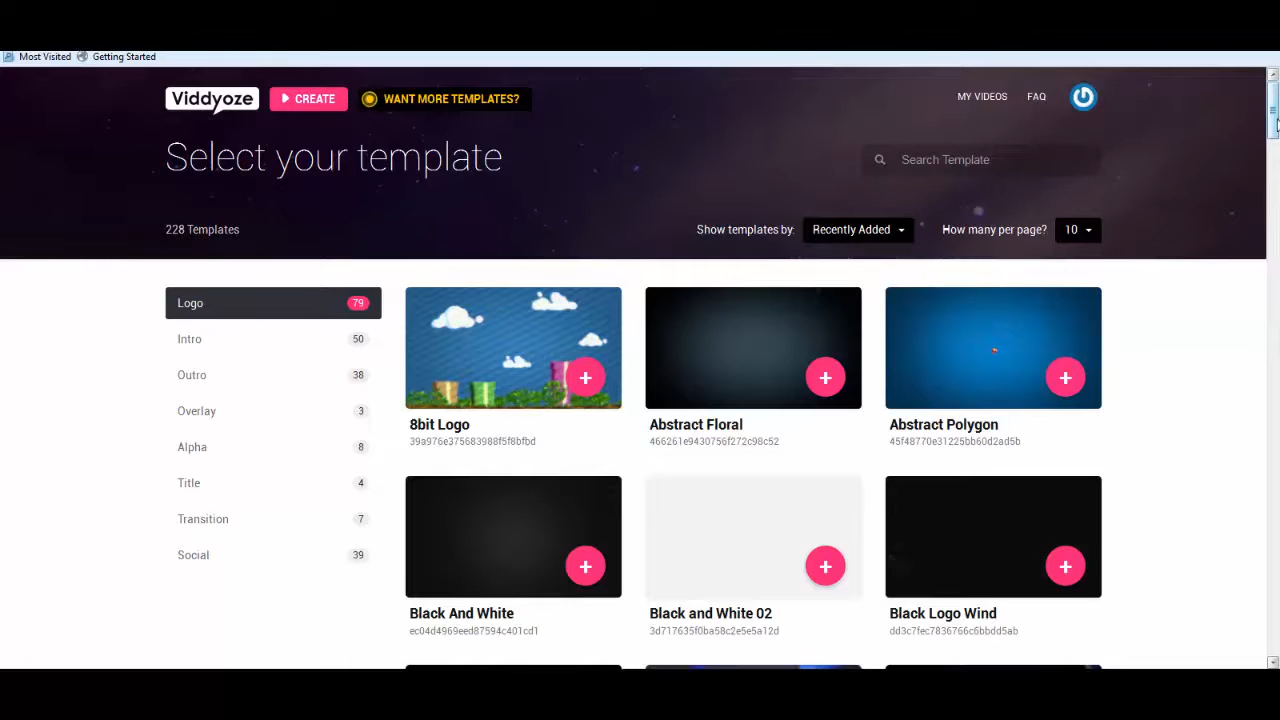 Most Visited Getting Started
Viddyoze CREATE WANT MORE TEMPLATES? MY VIDEOS FAQ
Select your template
Search Template
228 Templates Show templates by: Recently Added How many per page? 10
Logo 79
Intro 50
Outro 38
Overlay 3
Alpha 8
Title 4
Transition 7
Social 39
8bit Logo Abstract Floral Abstract Polygon
39a976e375683988f5f8bfbd 466261e9430756f272c98c52 45f48770e31225bb60d2ad5b
Black And White Black and White 02 Black Logo Wind
ec04d4969eed87594c401cd1 3d717635f0ba58c2e5e5a12d dd3c7fec7836766c6bbdd5ab